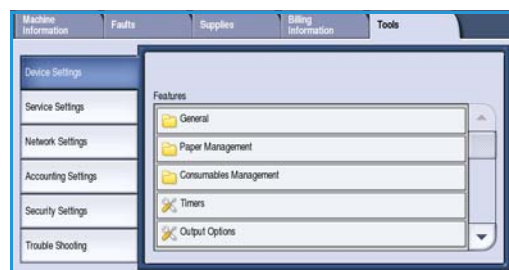 Machine Information
Faults
Supplies
Billing Information
Tools
Device Settings
Service Settings
Network Settings
Accounting Settings
Security Settings
Trouble Shooting
Features
General
Paper Management
Consumables Management
Timers
Output Options